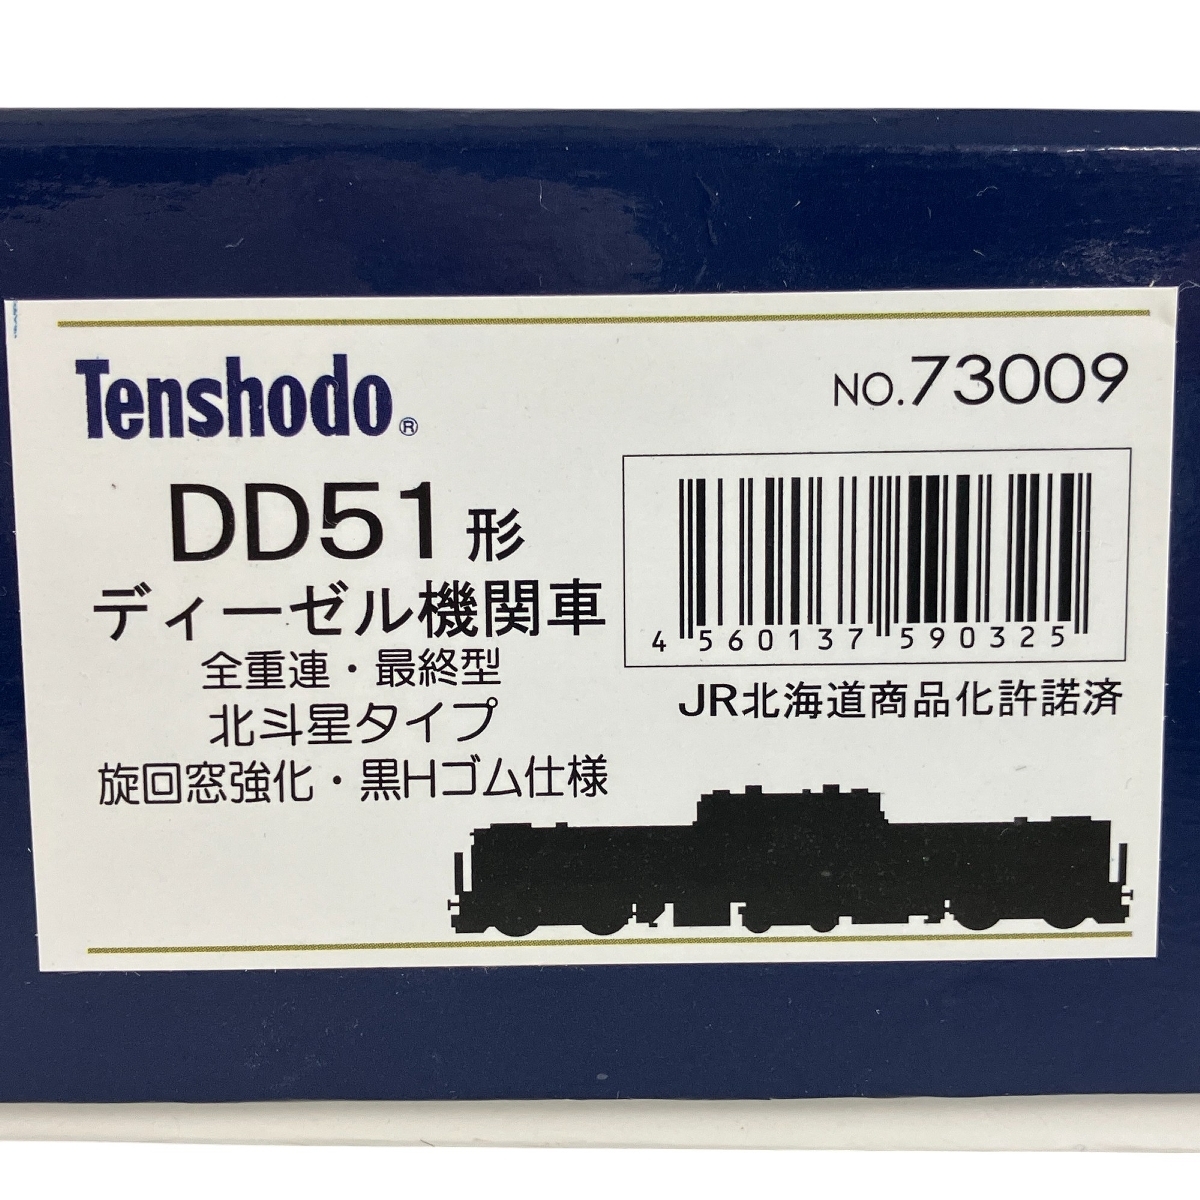 Tenshodo®
NO.73009
DD51形
ディーゼル機関車
全重連・最終型
北斗星タイプ
旋回窓強化・黒Hゴム仕様
4 560137 590325
JR北海道商品化許諾済